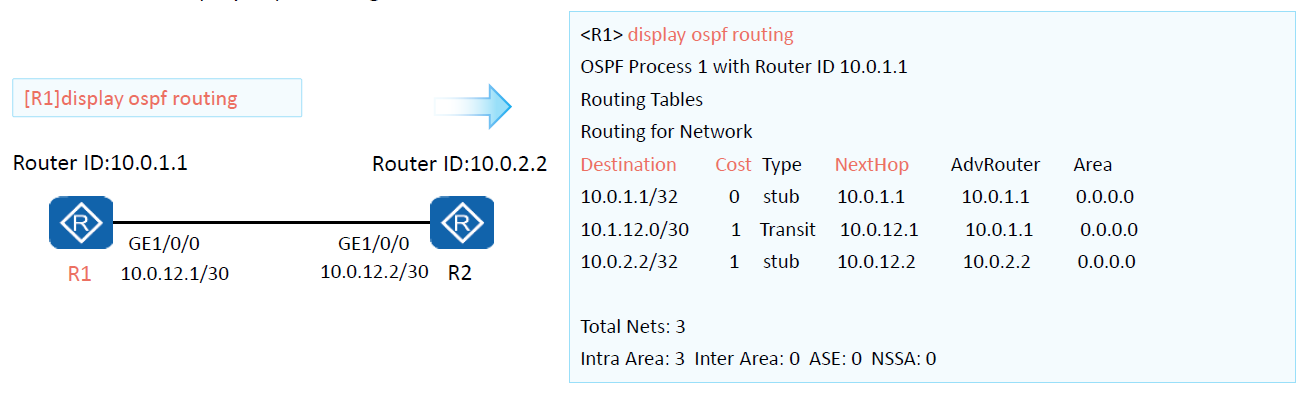 [R1]display ospf routing
Router ID:10.0.1.1
Router ID:10.0.2.2
R
R
GE1/0/0
GE1/0/0
R1
10.0.12.1/30
10.0.12.2/30
R2
<R1> display ospf routing
OSPF Process 1 with Router ID 10.0.1.1
Routing Tables
Routing for Network
Destination Cost Type NextHop AdvRouter Area
10.0.1.1/32 0 stub 10.0.1.1 10.0.1.1 0.0.0.0
10.1.12.0/30 1 Transit 10.0.12.1 10.0.1.1 0.0.0.0
10.0.2.2/32 1 stub 10.0.12.2 10.0.2.2 0.0.0.0
Total Nets: 3
Intra Area: 3 Inter Area: 0 ASE: 0 NSSA: 0